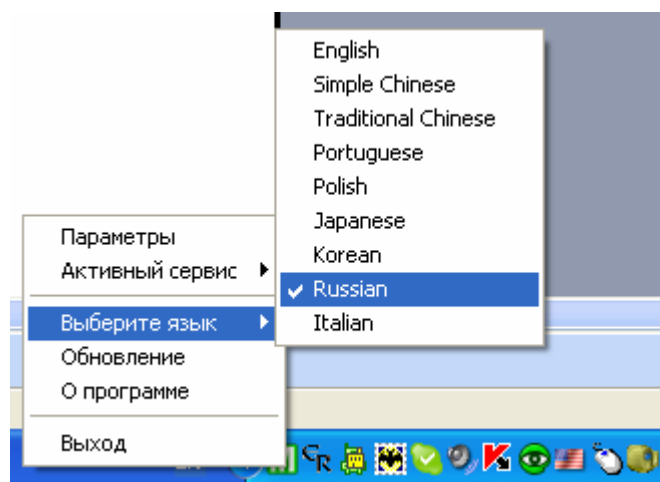 English
Simple Chinese
Traditional Chinese
Portuguese
Polish
Japanese
Korean
Russian
Italian
Параметры
Активный сервис
Выберите язык
Обновление
О программе
Выход